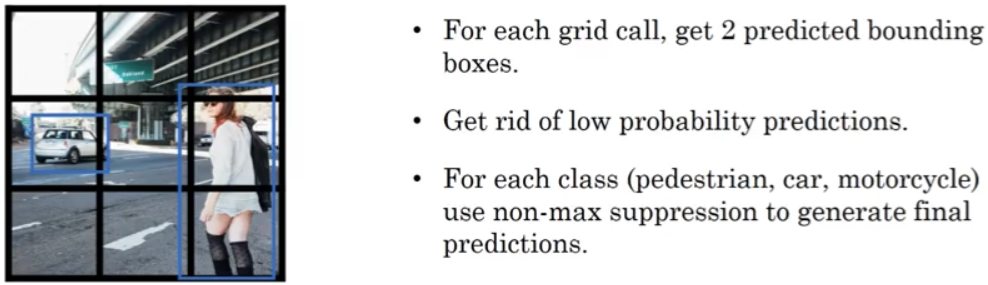 Oakland
• For each grid call, get 2 predicted bounding
boxes.
• Get rid of low probability predictions.
• For each class (pedestrian, car, motorcycle)
use non-max suppression to generate final
predictions.